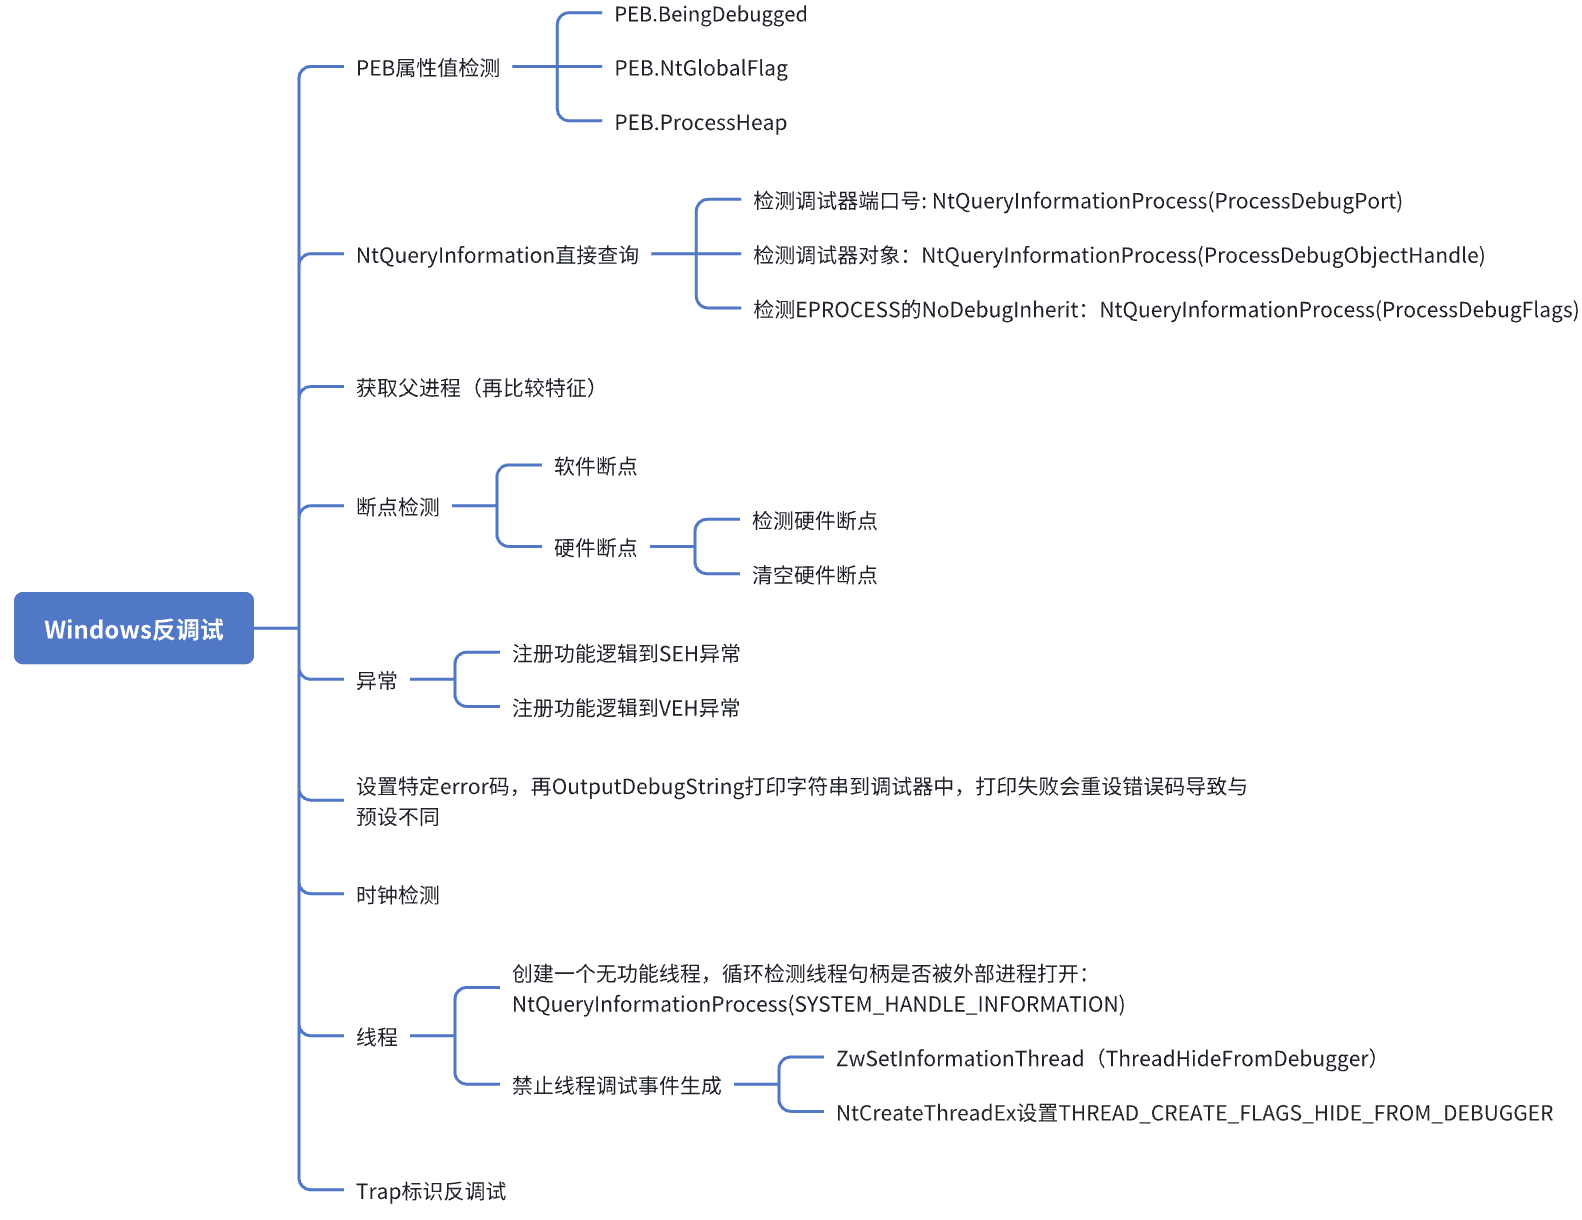 Windows反调试
PEB属性值检测
PEB.BeingDebugged
PEB.NtGlobalFlag
PEB.ProcessHeap
NtQueryInformation直接查询
检测调试器端口号: NtQueryInformationProcess(ProcessDebugPort)
检测调试器对象：NtQueryInformationProcess(ProcessDebugObjectHandle)
检测EPROCESS的NoDebugInherit：NtQueryInformationProcess(ProcessDebugFlags)
获取父进程（再比较特征）
断点检测
软件断点
硬件断点
检测硬件断点
清空硬件断点
异常
注册功能逻辑到SEH异常
注册功能逻辑到VEH异常
设置特定error码，再OutputDebugString打印字符串到调试器中，打印失败会重设错误码导致与
预设不同
时钟检测
线程
创建一个无功能线程，循环检测线程句柄是否被外部进程打开：
NtQueryInformationProcess(SYSTEM_HANDLE_INFORMATION)
禁止线程调试事件生成
ZwSetInformationThread（ThreadHideFromDebugger）
NtCreateThreadEx设置THREAD_CREATE_FLAGS_HIDE_FROM_DEBUGGER
Trap标识反调试